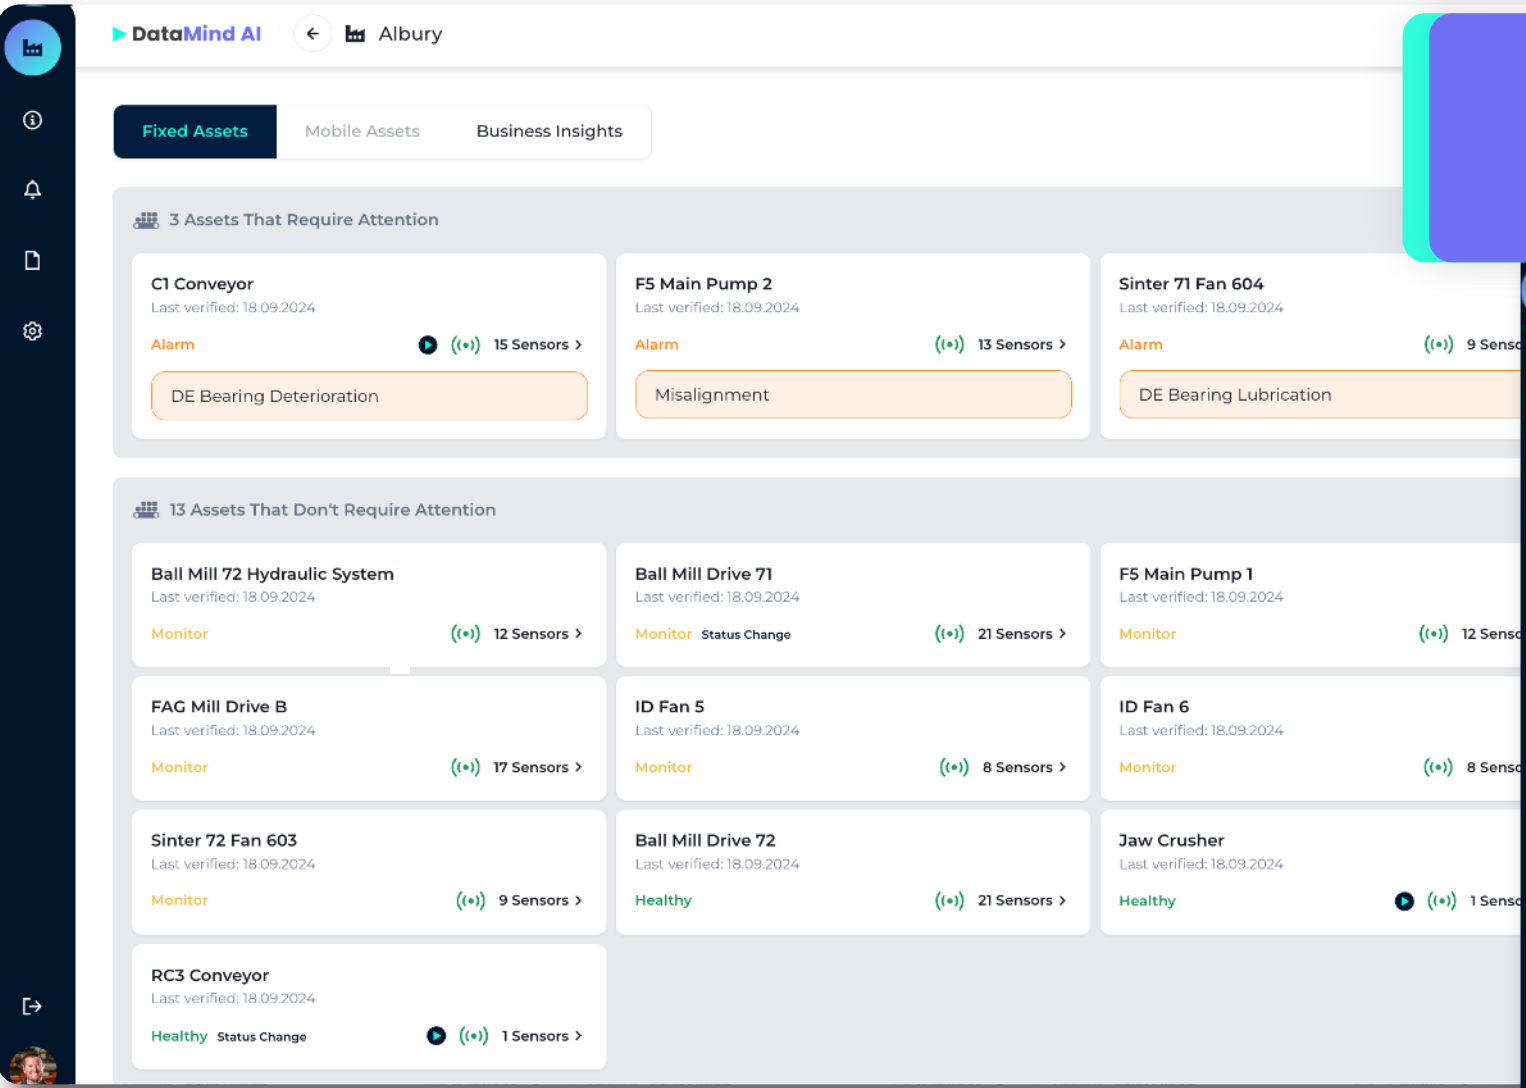 DataMind AI
Albury
Fixed Assets
Mobile Assets
Business Insights
3 Assets That Require Attention
C1 Conveyor
Last verified: 18.09.2024
Alarm
15 Sensors
DE Bearing Deterioration
F5 Main Pump 2
Last verified: 18.09.2024
Alarm
13 Sensors
Misalignment
Sinter 71 Fan 604
Last verified: 18.09.2024
Alarm
9 Senso
DE Bearing Lubrication
13 Assets That Don't Require Attention
Ball Mill 72 Hydraulic System
Last verified: 18.09.2024
Monitor
12 Sensors
Ball Mill Drive 71
Last verified: 18.09.2024
Monitor Status Change
21 Sensors
F5 Main Pump 1
Last verified: 18.09.2024
Monitor
12 Senso
FAG Mill Drive B
Last verified: 18.09.2024
Monitor
17 Sensors
ID Fan 5
Last verified: 18.09.2024
Monitor
8 Sensors
ID Fan 6
Last verified: 18.09.2024
Monitor
8 Senso
Sinter 72 Fan 603
Last verified: 18.09.2024
Monitor
9 Sensors
Ball Mill Drive 72
Last verified: 18.09.2024
Healthy
21 Sensors
Jaw Crusher
Last verified: 18.09.2024
Healthy
1 Senso
RC3 Conveyor
Last verified: 18.09.2024
Healthy Status Change
1 Sensors